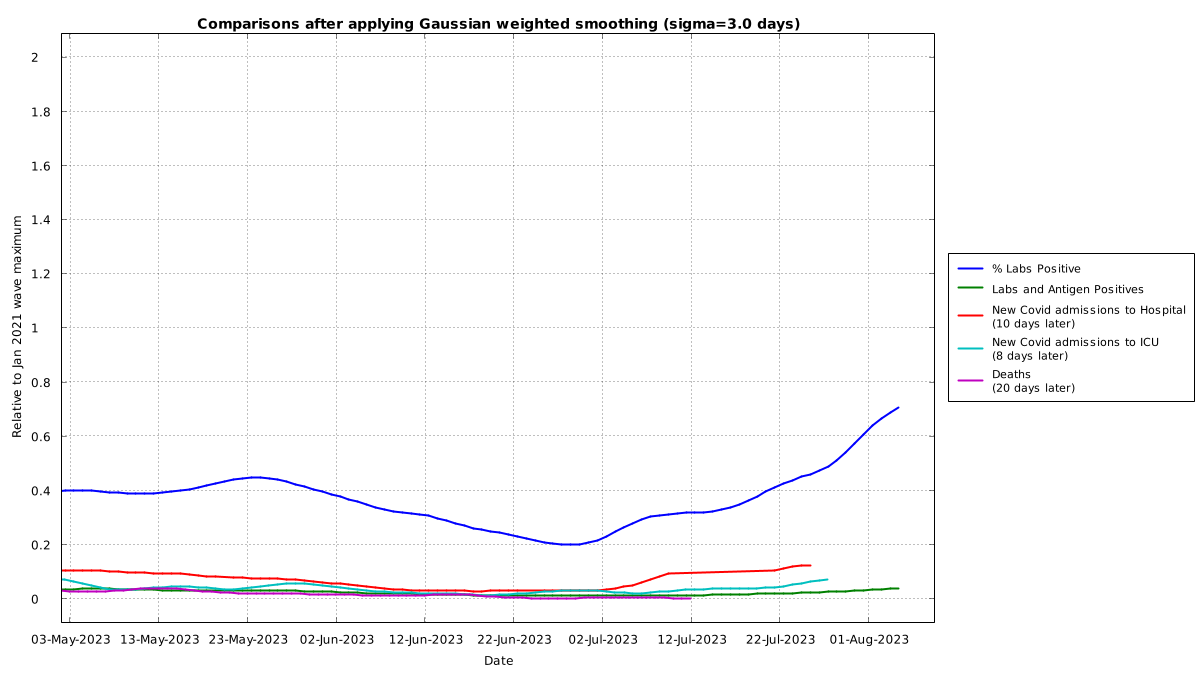 Comparisons after applying Gaussian weighted smoothing (sigma=3.0 days)
Relative to Jan 2021 wave maximum
2
1.8
1.6
1.4
1.2
1
0.8
0.6
0.4
0.2
0
03-May-2023 13-May-2023 23-May-2023 02-Jun-2023 12-Jun-2023 22-Jun-2023 02-Jul-2023 12-Jul-2023 22-Jul-2023 01-Aug-2023
Date
% Labs Positive
Labs and Antigen Positives
New Covid admissions to Hospital
(10 days later)
New Covid admissions to ICU
(8 days later)
Deaths
(20 days later)